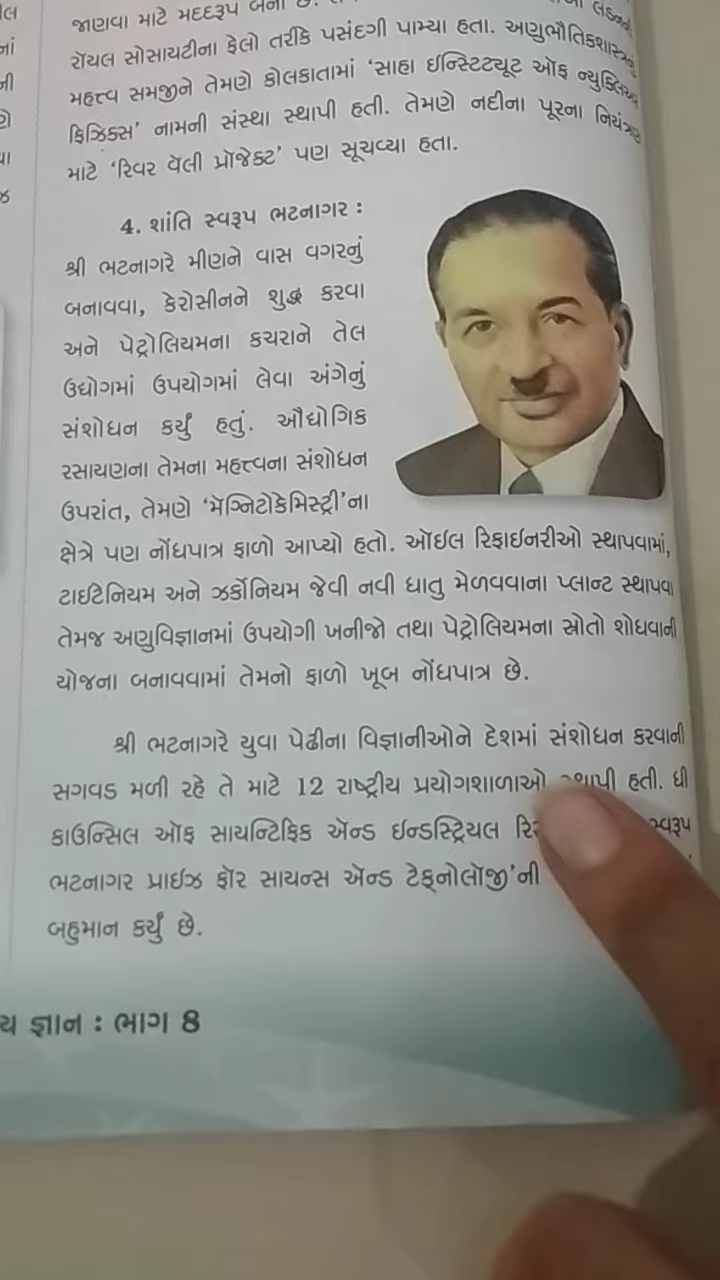 જાણવા માટે મદદરૂપ બના
રૉયલ સોસાયટીના ફેલો તરીકે પસંદગી પામ્યા હતા. અણુભૌતિકશાસ્ત્રનું
મહત્ત્વ સમજીને તેમણે કોલકાતામાં ‘સાહા ઇન્સ્ટિટ્યૂટ ઑફ ન્યુક્લિઅર
ફિઝિક્સ’ નામની સંસ્થા સ્થાપી હતી. તેમણે નદીના પૂરના નિયંત્રણ
માટે ‘રિવર વૅલી પ્રૉજેક્ટ’ પણ સૂચવ્યા હતા.
4. શાંતિ સ્વરૂપ ભટનાગર :
શ્રી ભટનાગરે મીણને વાસ વગરનું
બનાવવા, કેરોસીનને શુદ્ધ કરવા
અને પેટ્રોલિયમના કચરાને તેલ
ઉદ્યોગમાં ઉપયોગમાં લેવા અંગેનું
સંશોધન કર્યું હતું. ઔદ્યોગિક
રસાયણના તેમના મહત્ત્વના સંશોધન
ઉપરાંત, તેમણે ‘મૅગ્નિટોકેમિસ્ટ્રી’ના
ક્ષેત્રે પણ નોંધપાત્ર ફાળો આપ્યો હતો. ઑઇલ રિફાઇનરીઓ સ્થાપવામાં,
ટાઇટેનિયમ અને ઝર્કોનિયમ જેવી નવી ધાતુ મેળવવાના પ્લાન્ટ સ્થાપવા
તેમજ અણુવિજ્ઞાનમાં ઉપયોગી ખનીજો તથા પેટ્રોલિયમના સ્રોતો શોધવાની
યોજના બનાવવામાં તેમનો ફાળો ખૂબ નોંધપાત્ર છે.
શ્રી ભટનાગરે યુવા પેઢીના વિજ્ઞાનીઓને દેશમાં સંશોધન કરવાની
સગવડ મળી રહે તે માટે 12 રાષ્ટ્રીય પ્રયોગશાળાઓ સ્થાપી હતી. ધી
કાઉન્સિલ ઑફ સાયન્ટિફિક ઍન્ડ ઇન્ડસ્ટ્રિયલ સ્વરૂપ
ભટનાગર પ્રાઇઝ ફૉર સાયન્સ ઍન્ડ ટેક્નોલૉજી’ની
બહુમાન કર્યું છે.
ય જ્ઞાન : ભાગ 8